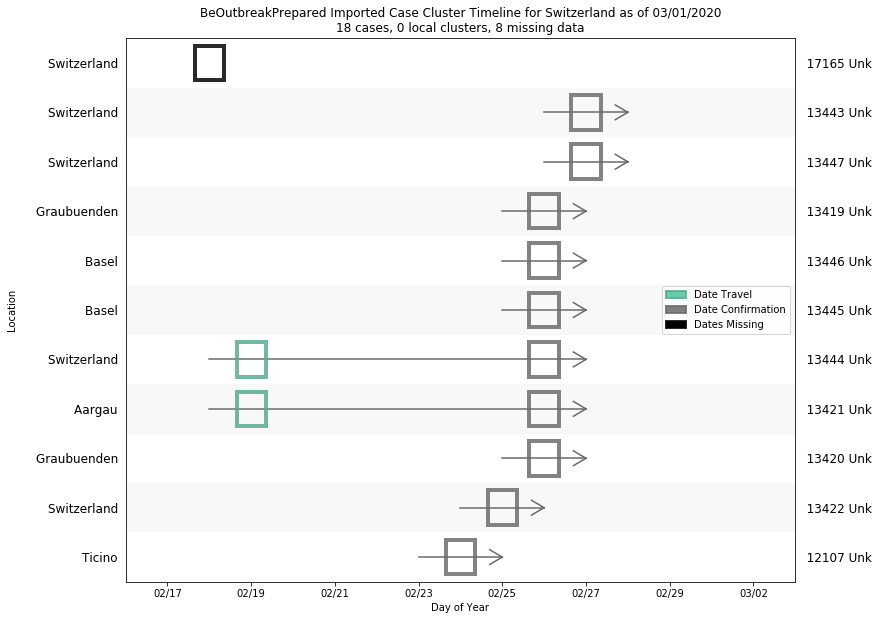 BeOutbreakPrepared Imported Case Cluster Timeline for Switzerland as of 03/01/2020
18 cases, 0 local clusters, 8 missing data
Switzerland 17165 Unk
Switzerland 13443 Unk
Switzerland 13447 Unk
Graubuenden 13419 Unk
Basel 13446 Unk
Basel 13445 Unk
Switzerland 13444 Unk
Aargau 13421 Unk
Graubuenden 13420 Unk
Switzerland 13422 Unk
Ticino 12107 Unk
Location
Date Travel
Date Confirmation
Dates Missing
02/17 02/19 02/21 02/23 02/25 02/27 02/29 03/02
Day of Year